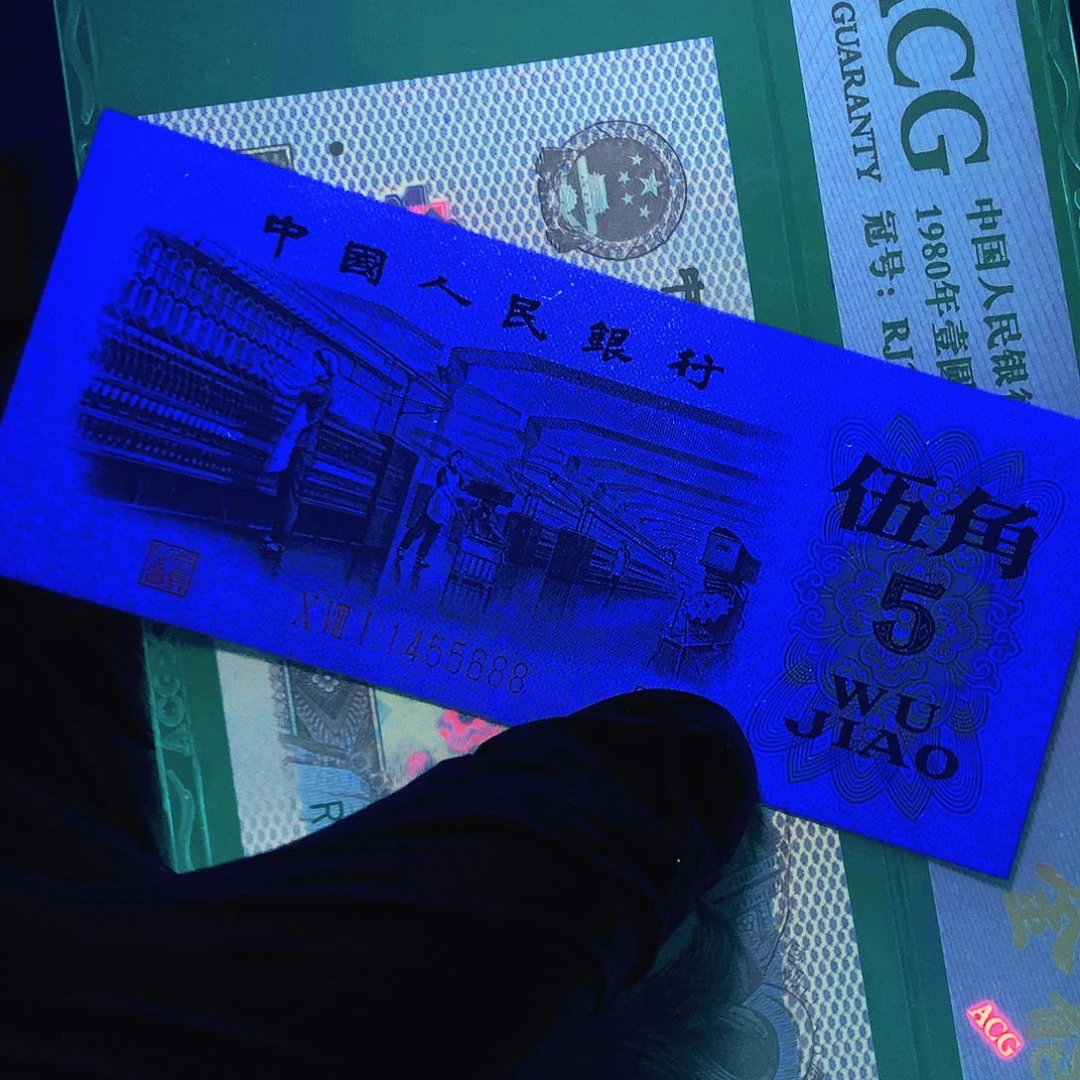 中國人民銀行
伍角
5
WU
JIAO
XⅧI 1455688
ACG
GUARANTY
中国人民银行
1980年壹圆
冠号：RJ
ACG